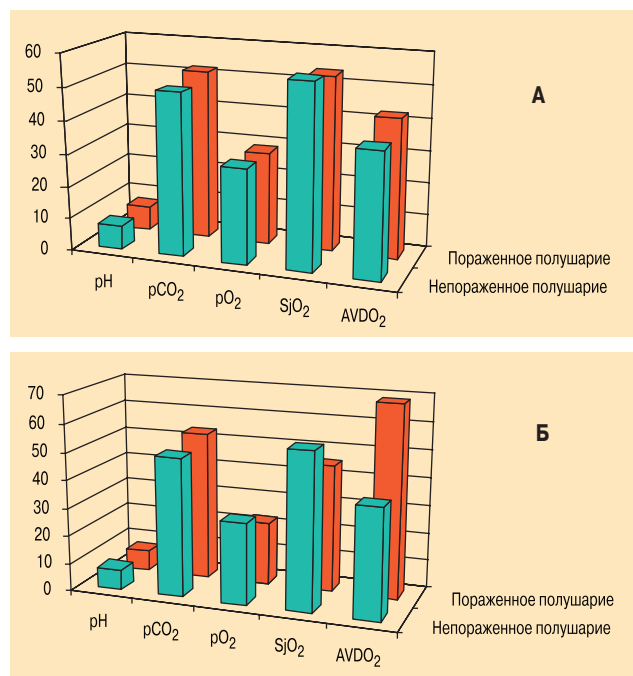 60
50
40
30
20
10
0
А
pH
pCO2
pO2
SjO2
AVDO2
Пораженное полушарие
Непораженное полушарие
70
60
50
40
30
20
10
0
Б
pH
pCO2
pO2
SjO2
AVDO2
Пораженное полушарие
Непораженное полушарие